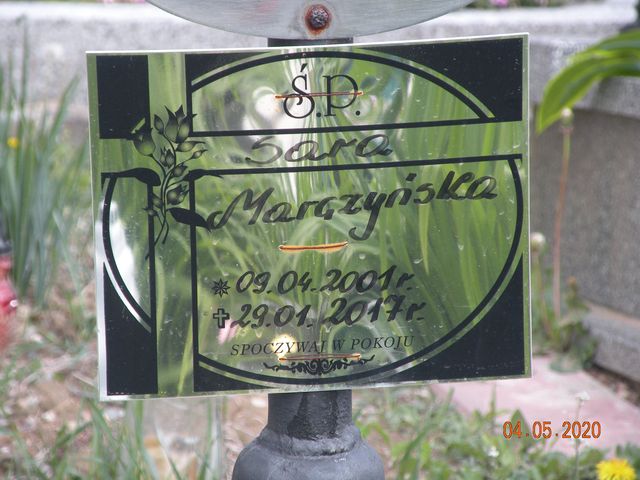 Ś.P.
Sara
Marczyńska
09.04.2001r.
29.01.2017r.
SPOCZYWAJ W POKOJU
04.05.2020